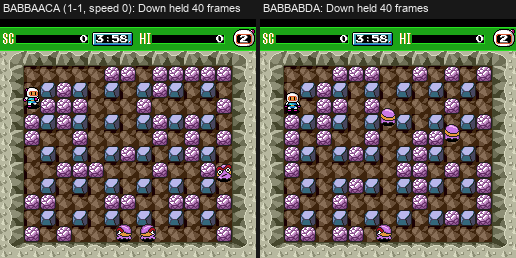 BABBAACA (1-1, speed 0): Down held 40 frames
BABBABDA: Down held 40 frames
SC 0 3:58 HI 0 2
SC 0 3:58 HI 0 2